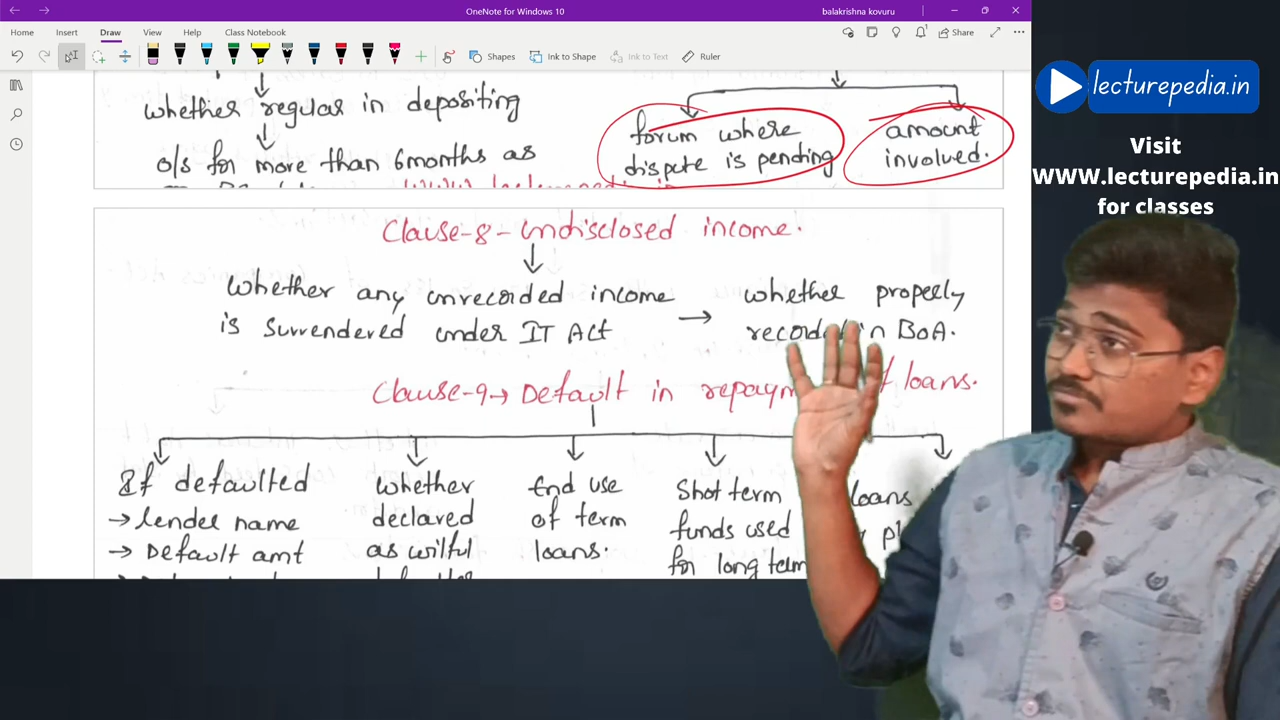 OneNote for Windows 10
balakrishna kovuru
Home Insert Draw View Help Class Notebook
Share
Shapes
Ink to Shape
Ink to Text
Ruler
whether regular in depositing
o/s for more than 6months as
forum where
dispete is pending
amount
involved.
Clause-8-undisclosed income.
Whether any unrecorded income
is surrendered under IT Act
whether properly
in BoA.
Clause-9→ Default in loans.
If defaulted
→ lender name
→ Default amt
whether
declared
as wilful
End use
of term
loans.
Shot term
funds used
for long term
loans
lecturepedia.in
Visit
WWW.lecturepedia.in
for classes